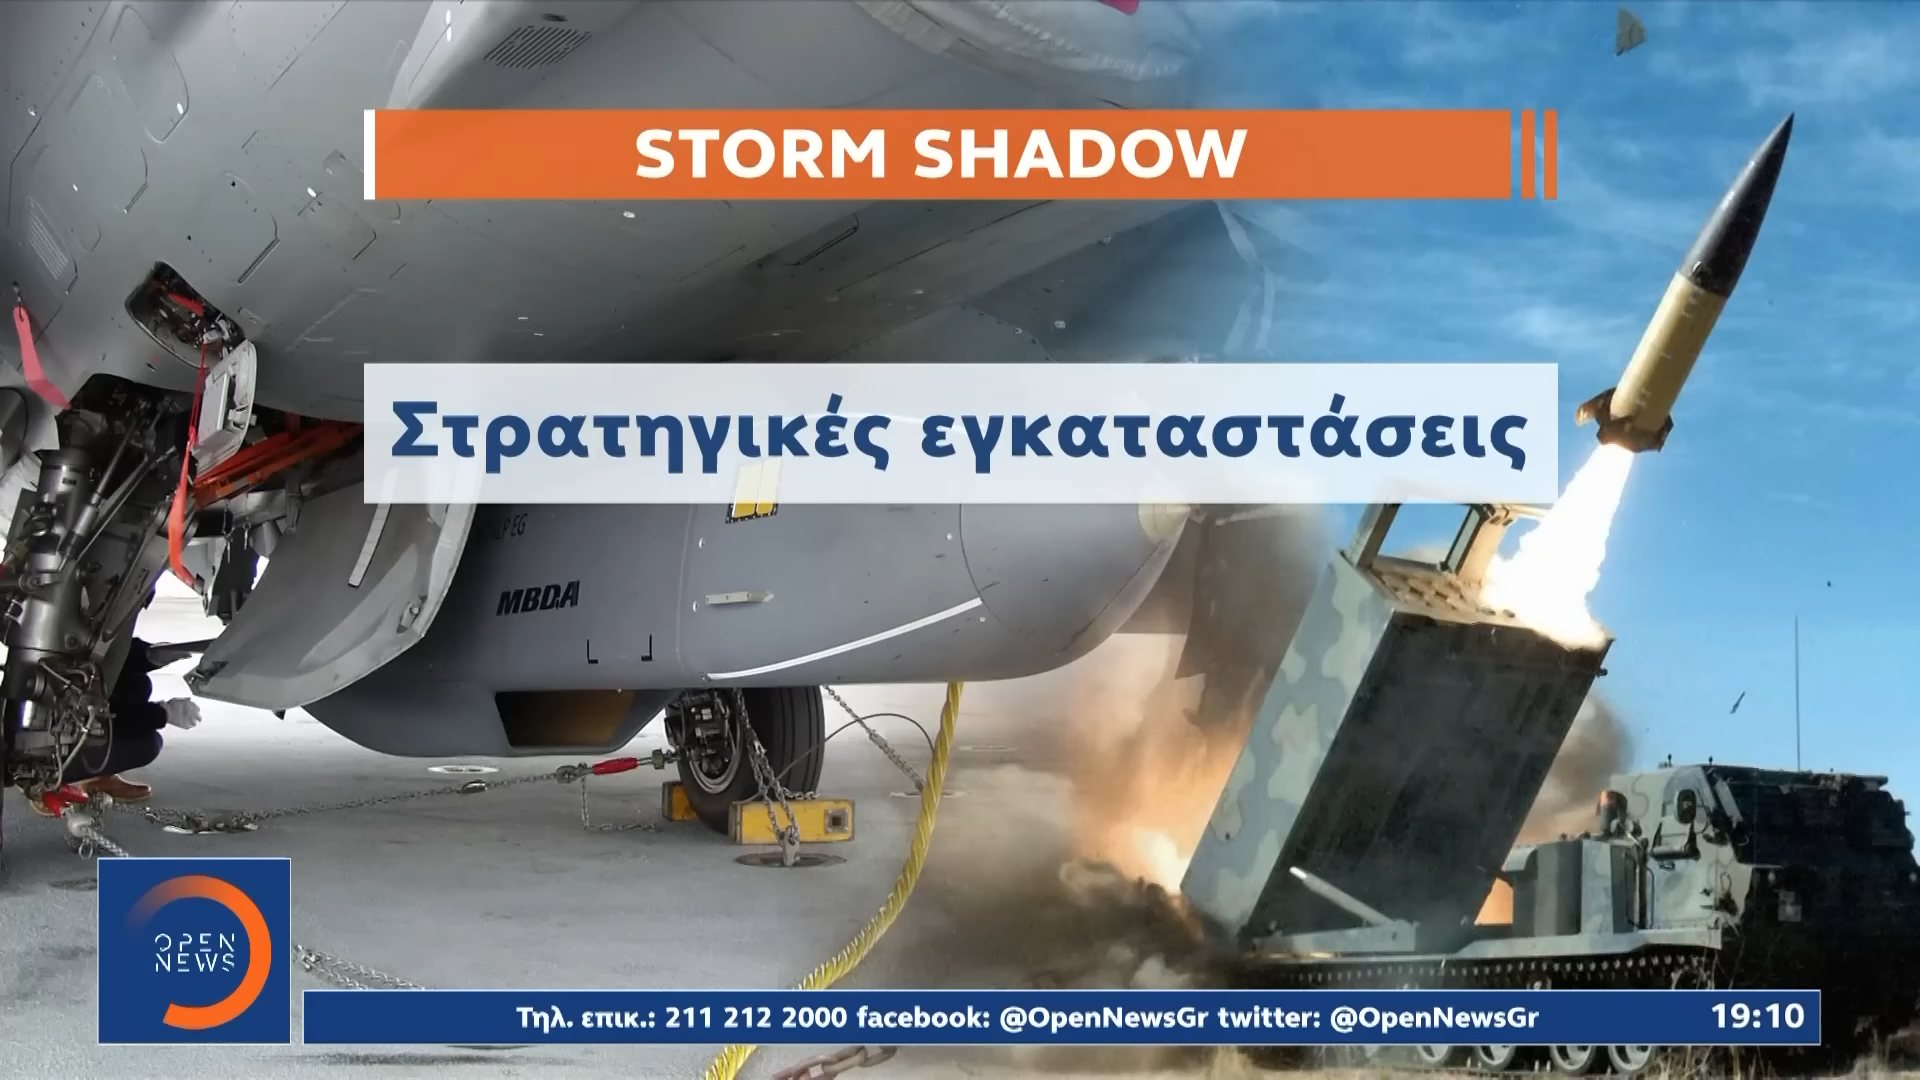 STORM SHADOW
Στρατηγικές εγκαταστάσεις
MBDA
OPEN
NEWS
Τηλ. επικ.: 211 212 2000 facebook: @OpenNewsGr twitter: @OpenNewsGr
19:10